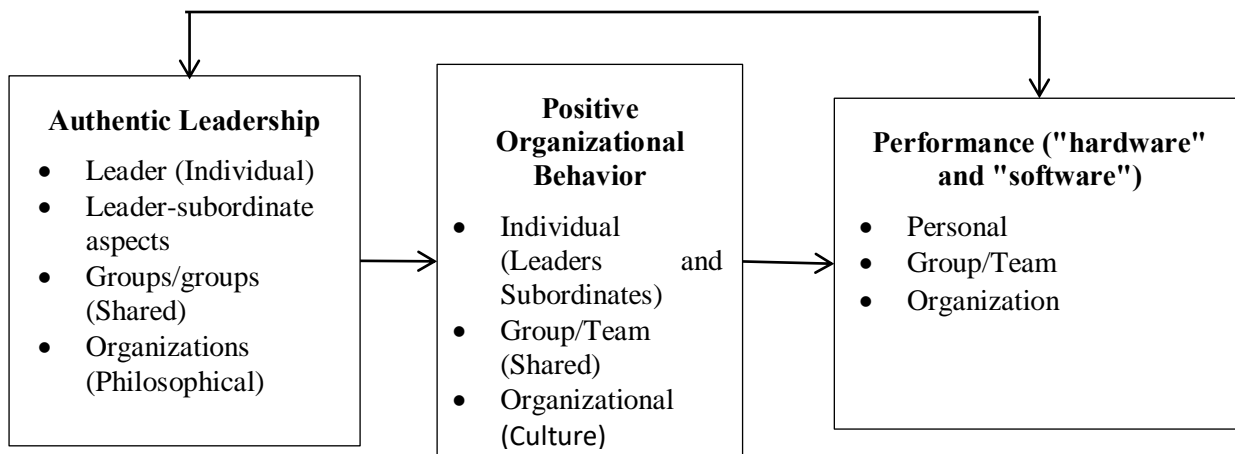 Authentic Leadership
• Leader (Individual)
• Leader-subordinate
aspects
• Groups/groups
(Shared)
• Organizations
(Philosophical)
Positive
Organizational
Behavior
• Individual
(Leaders and
Subordinates)
• Group/Team
(Shared)
• Organizational
(Culture)
Performance ("hardware"
and "software")
• Personal
• Group/Team
• Organization